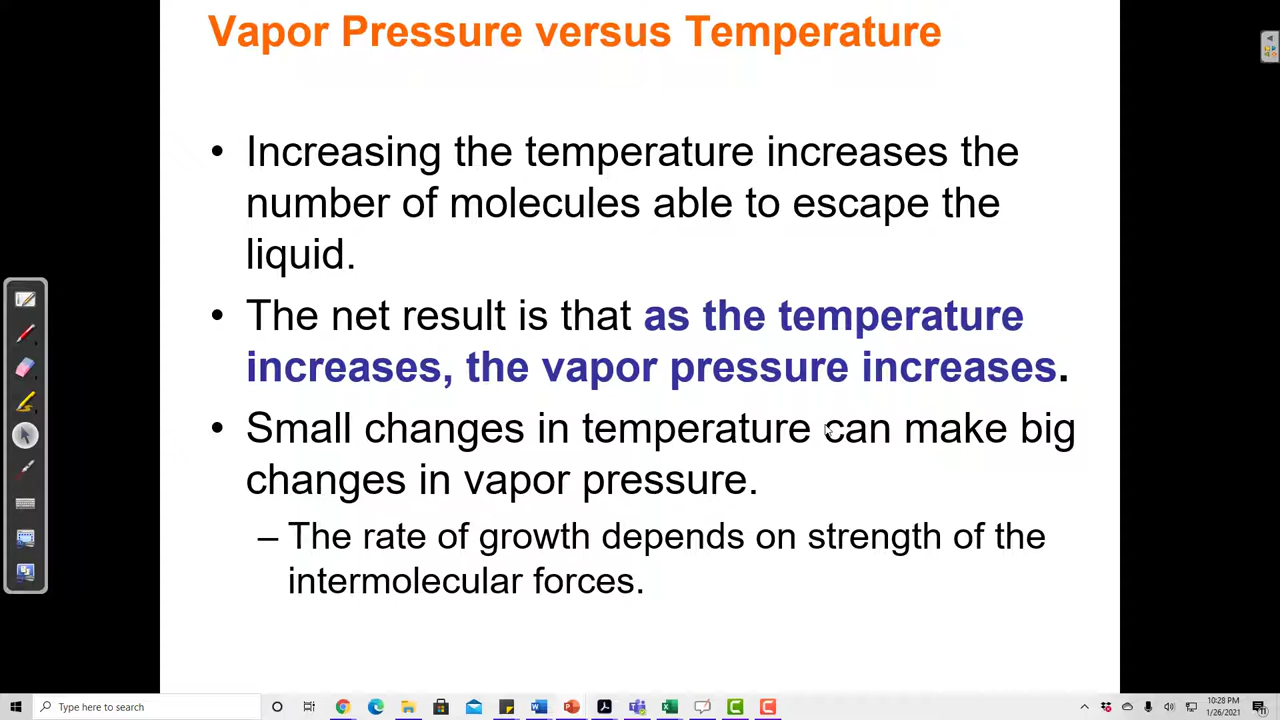 Vapor Pressure versus Temperature
• Increasing the temperature increases the
number of molecules able to escape the
liquid.
• The net result is that as the temperature
increases, the vapor pressure increases.
• Small changes in temperature can make big
changes in vapor pressure.
– The rate of growth depends on strength of the
intermolecular forces.
Type here to search
10:28 PM
1/26/2021